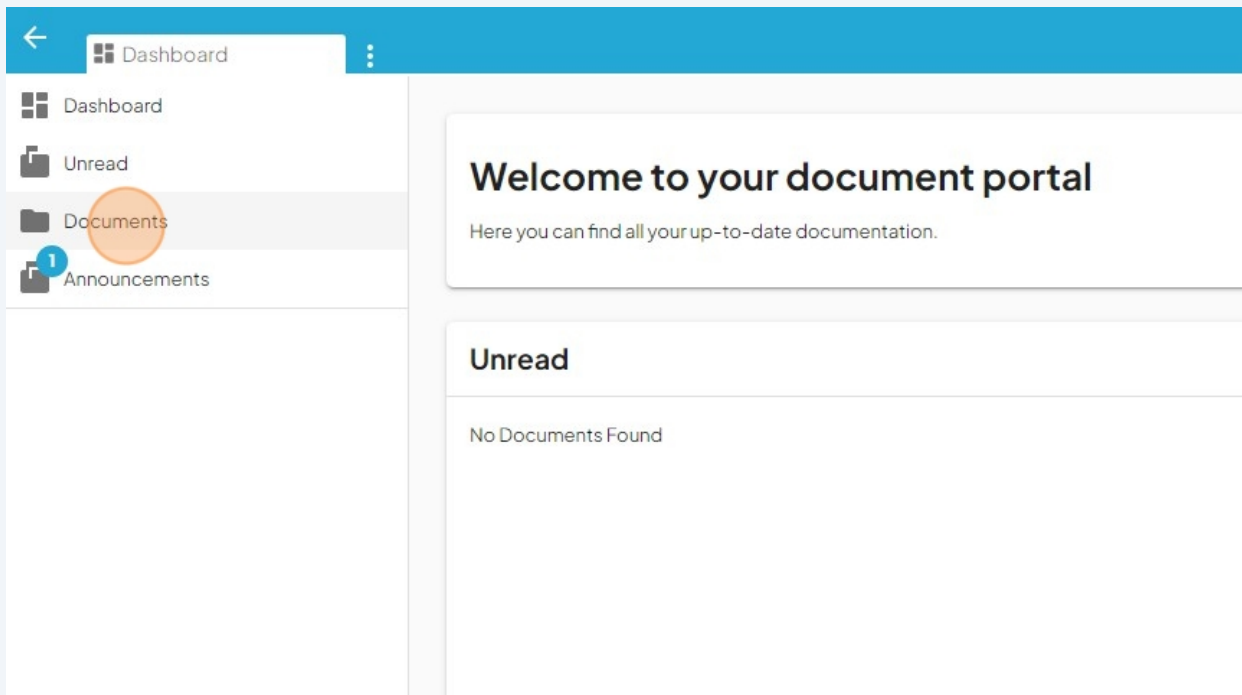 Dashboard
Dashboard
Unread
Documents
1
Announcements
Welcome to your document portal
Here you can find all your up-to-date documentation.
Unread
No Documents Found